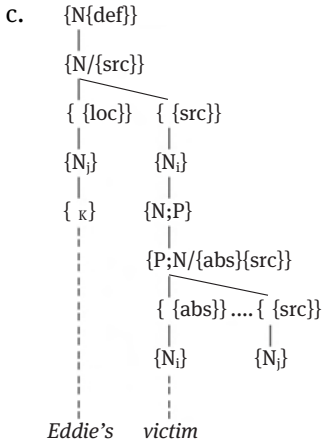 c. {N{def}}
{N/{src}}
{ {loc}} { {src}}
{Nj} {Ni}
{ K} {N;P}
{P;N/{abs}{src}}
{ {abs}} .... { {src}}
{Ni} {Nj}
Eddie's victim